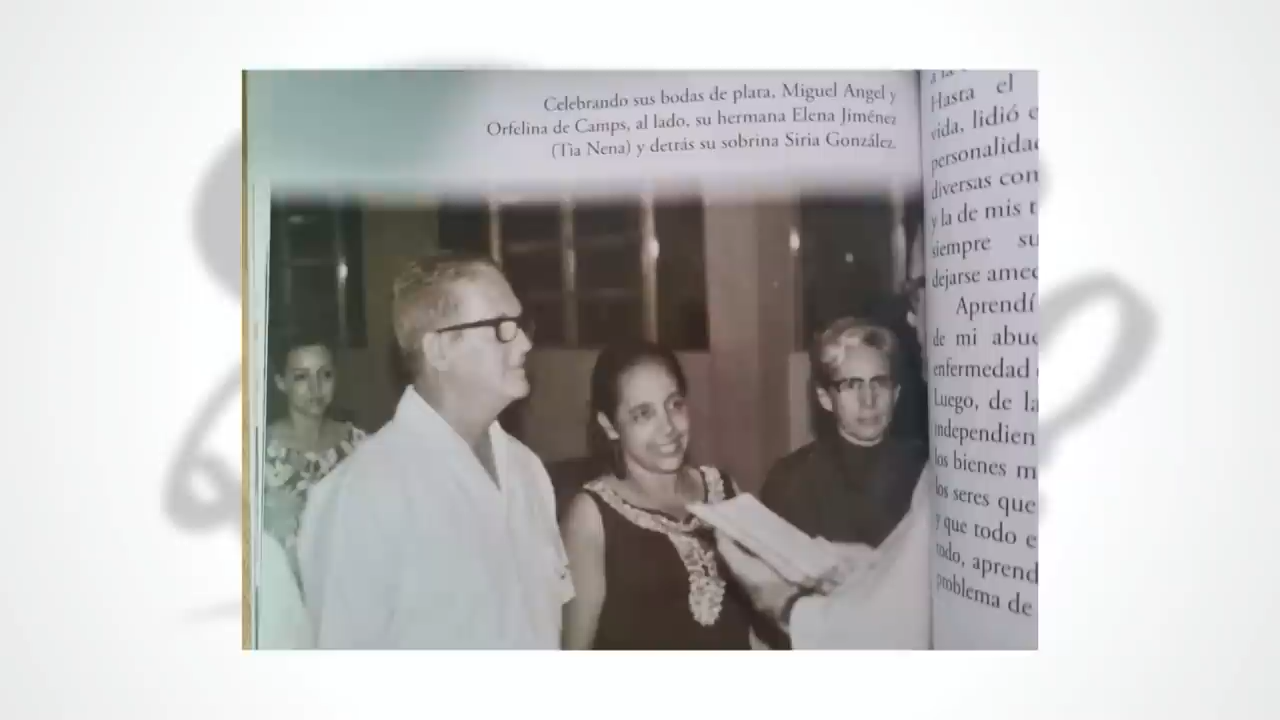 Celebrando sus bodas de plata, Miguel Angel y
Orfelina de Camps, al lado, su hermana Elena Jiménez
(Tia Nena) y detrás su sobrina Siria González.
Hasta el
vida, lidió
personalidad
diversas con
y la de mis
siempre su
dejarse amed
Aprendí
de mi abue
enfermedad
Luego, de la
independien
los bienes m
los seres que
y que todo e
todo, aprend
problema de